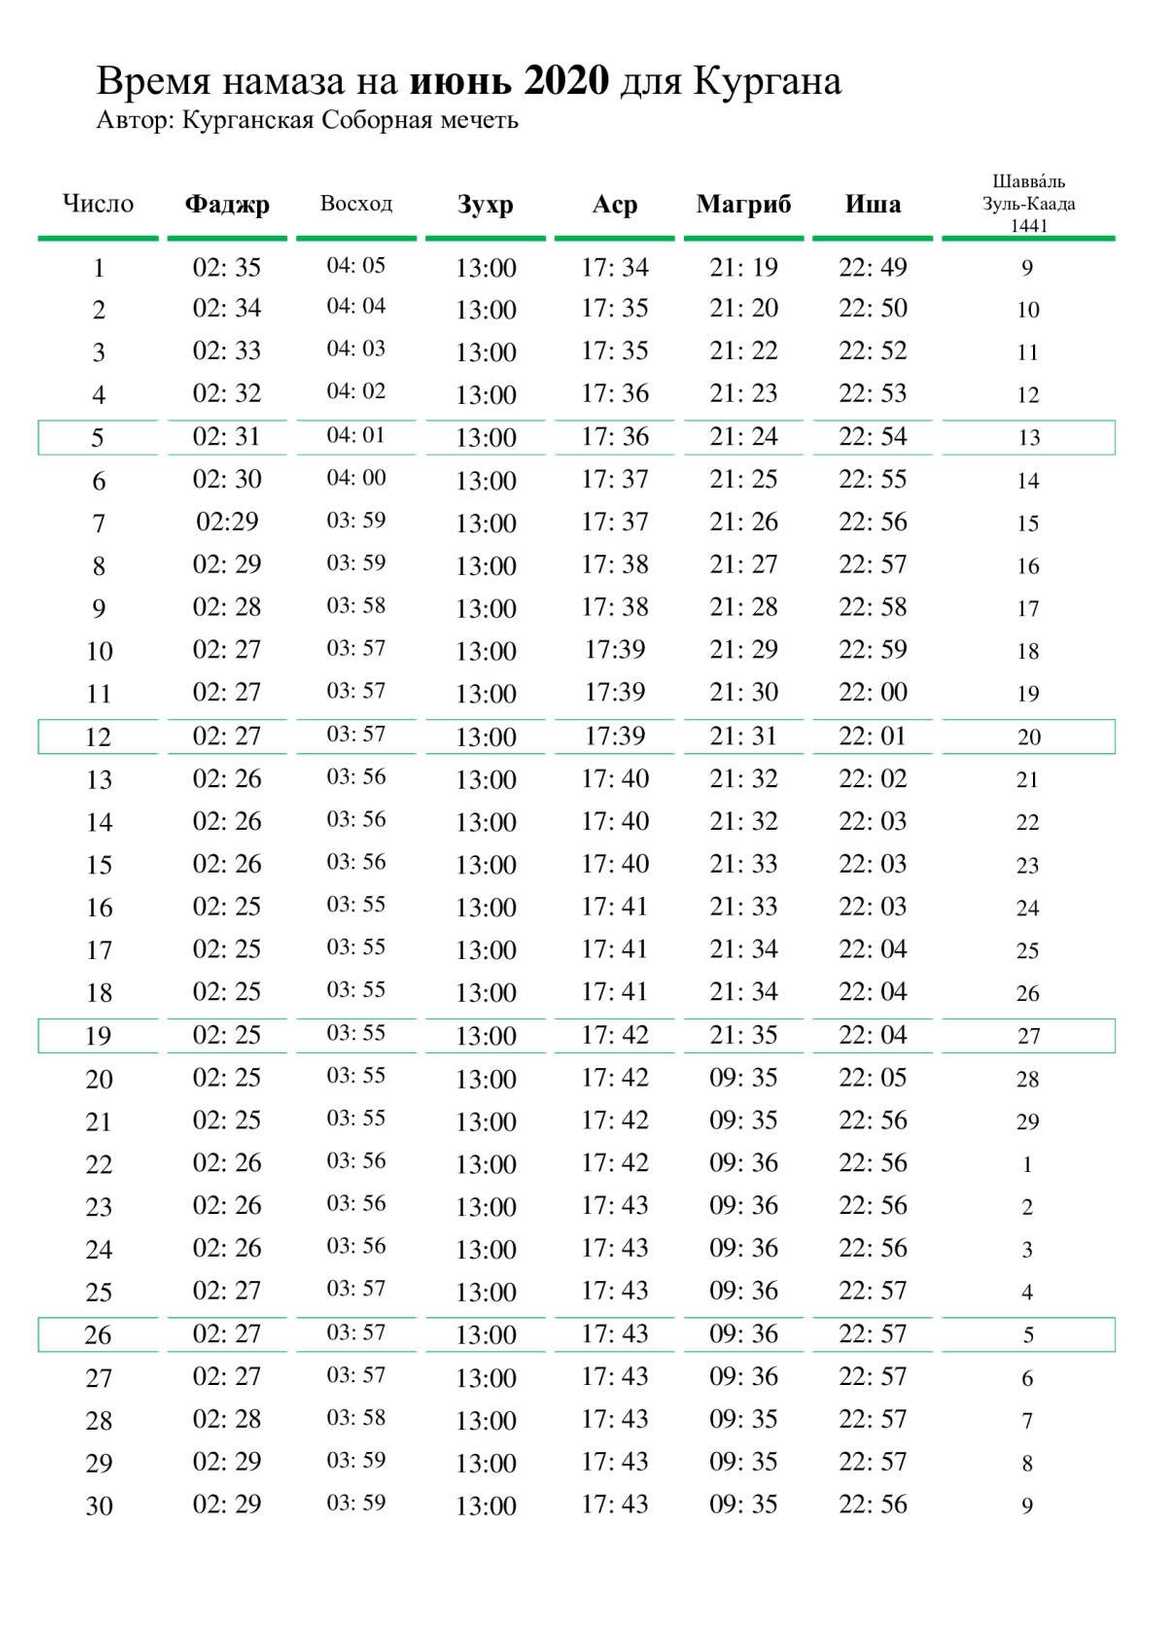 Время намаза на июнь 2020 для Кургана
Автор: Курганская Соборная мечеть
Число Фаджр Восход Зухр Аср Магриб Иша Шавва́ль Зуль-Каада 1441
1 02: 35 04: 05 13:00 17: 34 21: 19 22: 49 9
2 02: 34 04: 04 13:00 17: 35 21: 20 22: 50 10
3 02: 33 04: 03 13:00 17: 35 21: 22 22: 52 11
4 02: 32 04: 02 13:00 17: 36 21: 23 22: 53 12
5 02: 31 04: 01 13:00 17: 36 21: 24 22: 54 13
6 02: 30 04: 00 13:00 17: 37 21: 25 22: 55 14
7 02:29 03: 59 13:00 17: 37 21: 26 22: 56 15
8 02: 29 03: 59 13:00 17: 38 21: 27 22: 57 16
9 02: 28 03: 58 13:00 17: 38 21: 28 22: 58 17
10 02: 27 03: 57 13:00 17:39 21: 29 22: 59 18
11 02: 27 03: 57 13:00 17:39 21: 30 22: 00 19
12 02: 27 03: 57 13:00 17:39 21: 31 22: 01 20
13 02: 26 03: 56 13:00 17: 40 21: 32 22: 02 21
14 02: 26 03: 56 13:00 17: 40 21: 32 22: 03 22
15 02: 26 03: 56 13:00 17: 40 21: 33 22: 03 23
16 02: 25 03: 55 13:00 17: 41 21: 33 22: 03 24
17 02: 25 03: 55 13:00 17: 41 21: 34 22: 04 25
18 02: 25 03: 55 13:00 17: 41 21: 34 22: 04 26
19 02: 25 03: 55 13:00 17: 42 21: 35 22: 04 27
20 02: 25 03: 55 13:00 17: 42 09: 35 22: 05 28
21 02: 25 03: 55 13:00 17: 42 09: 35 22: 56 29
22 02: 26 03: 56 13:00 17: 42 09: 36 22: 56 1
23 02: 26 03: 56 13:00 17: 43 09: 36 22: 56 2
24 02: 26 03: 56 13:00 17: 43 09: 36 22: 56 3
25 02: 27 03: 57 13:00 17: 43 09: 36 22: 57 4
26 02: 27 03: 57 13:00 17: 43 09: 36 22: 57 5
27 02: 27 03: 57 13:00 17: 43 09: 36 22: 57 6
28 02: 28 03: 58 13:00 17: 43 09: 35 22: 57 7
29 02: 29 03: 59 13:00 17: 43 09: 35 22: 57 8
30 02: 29 03: 59 13:00 17: 43 09: 35 22: 56 9